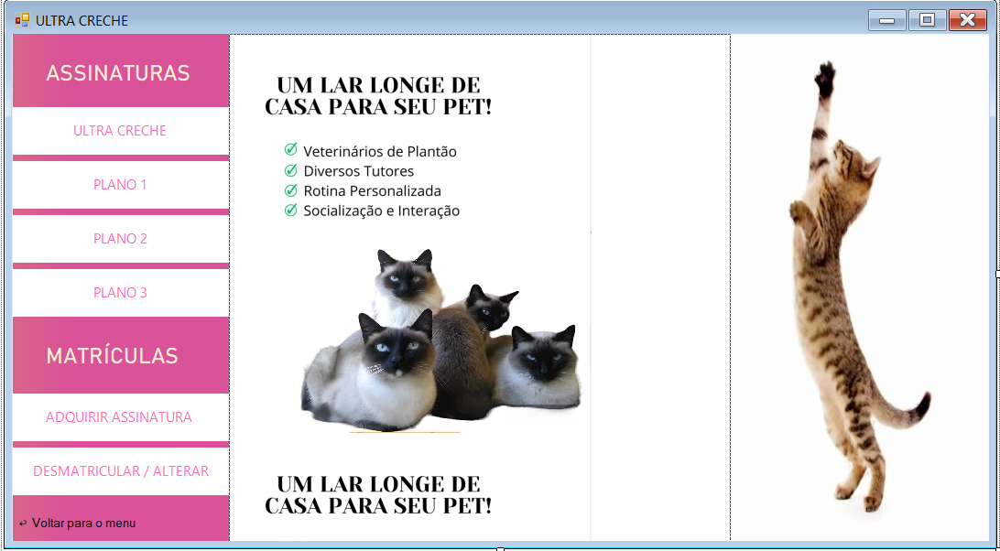 ULTRA CRECHE
ASSINATURAS
ULTRA CRECHE
PLANO 1
PLANO 2
PLANO 3
MATRÍCULAS
ADQUIRIR ASSINATURA
DESMATRICULAR / ALTERAR
↩ Voltar para o menu
UM LAR LONGE DE
CASA PARA SEU PET!
Veterinários de Plantão
Diversos Tutores
Rotina Personalizada
Socialização e Interação
UM LAR LONGE DE
CASA PARA SEU PET!